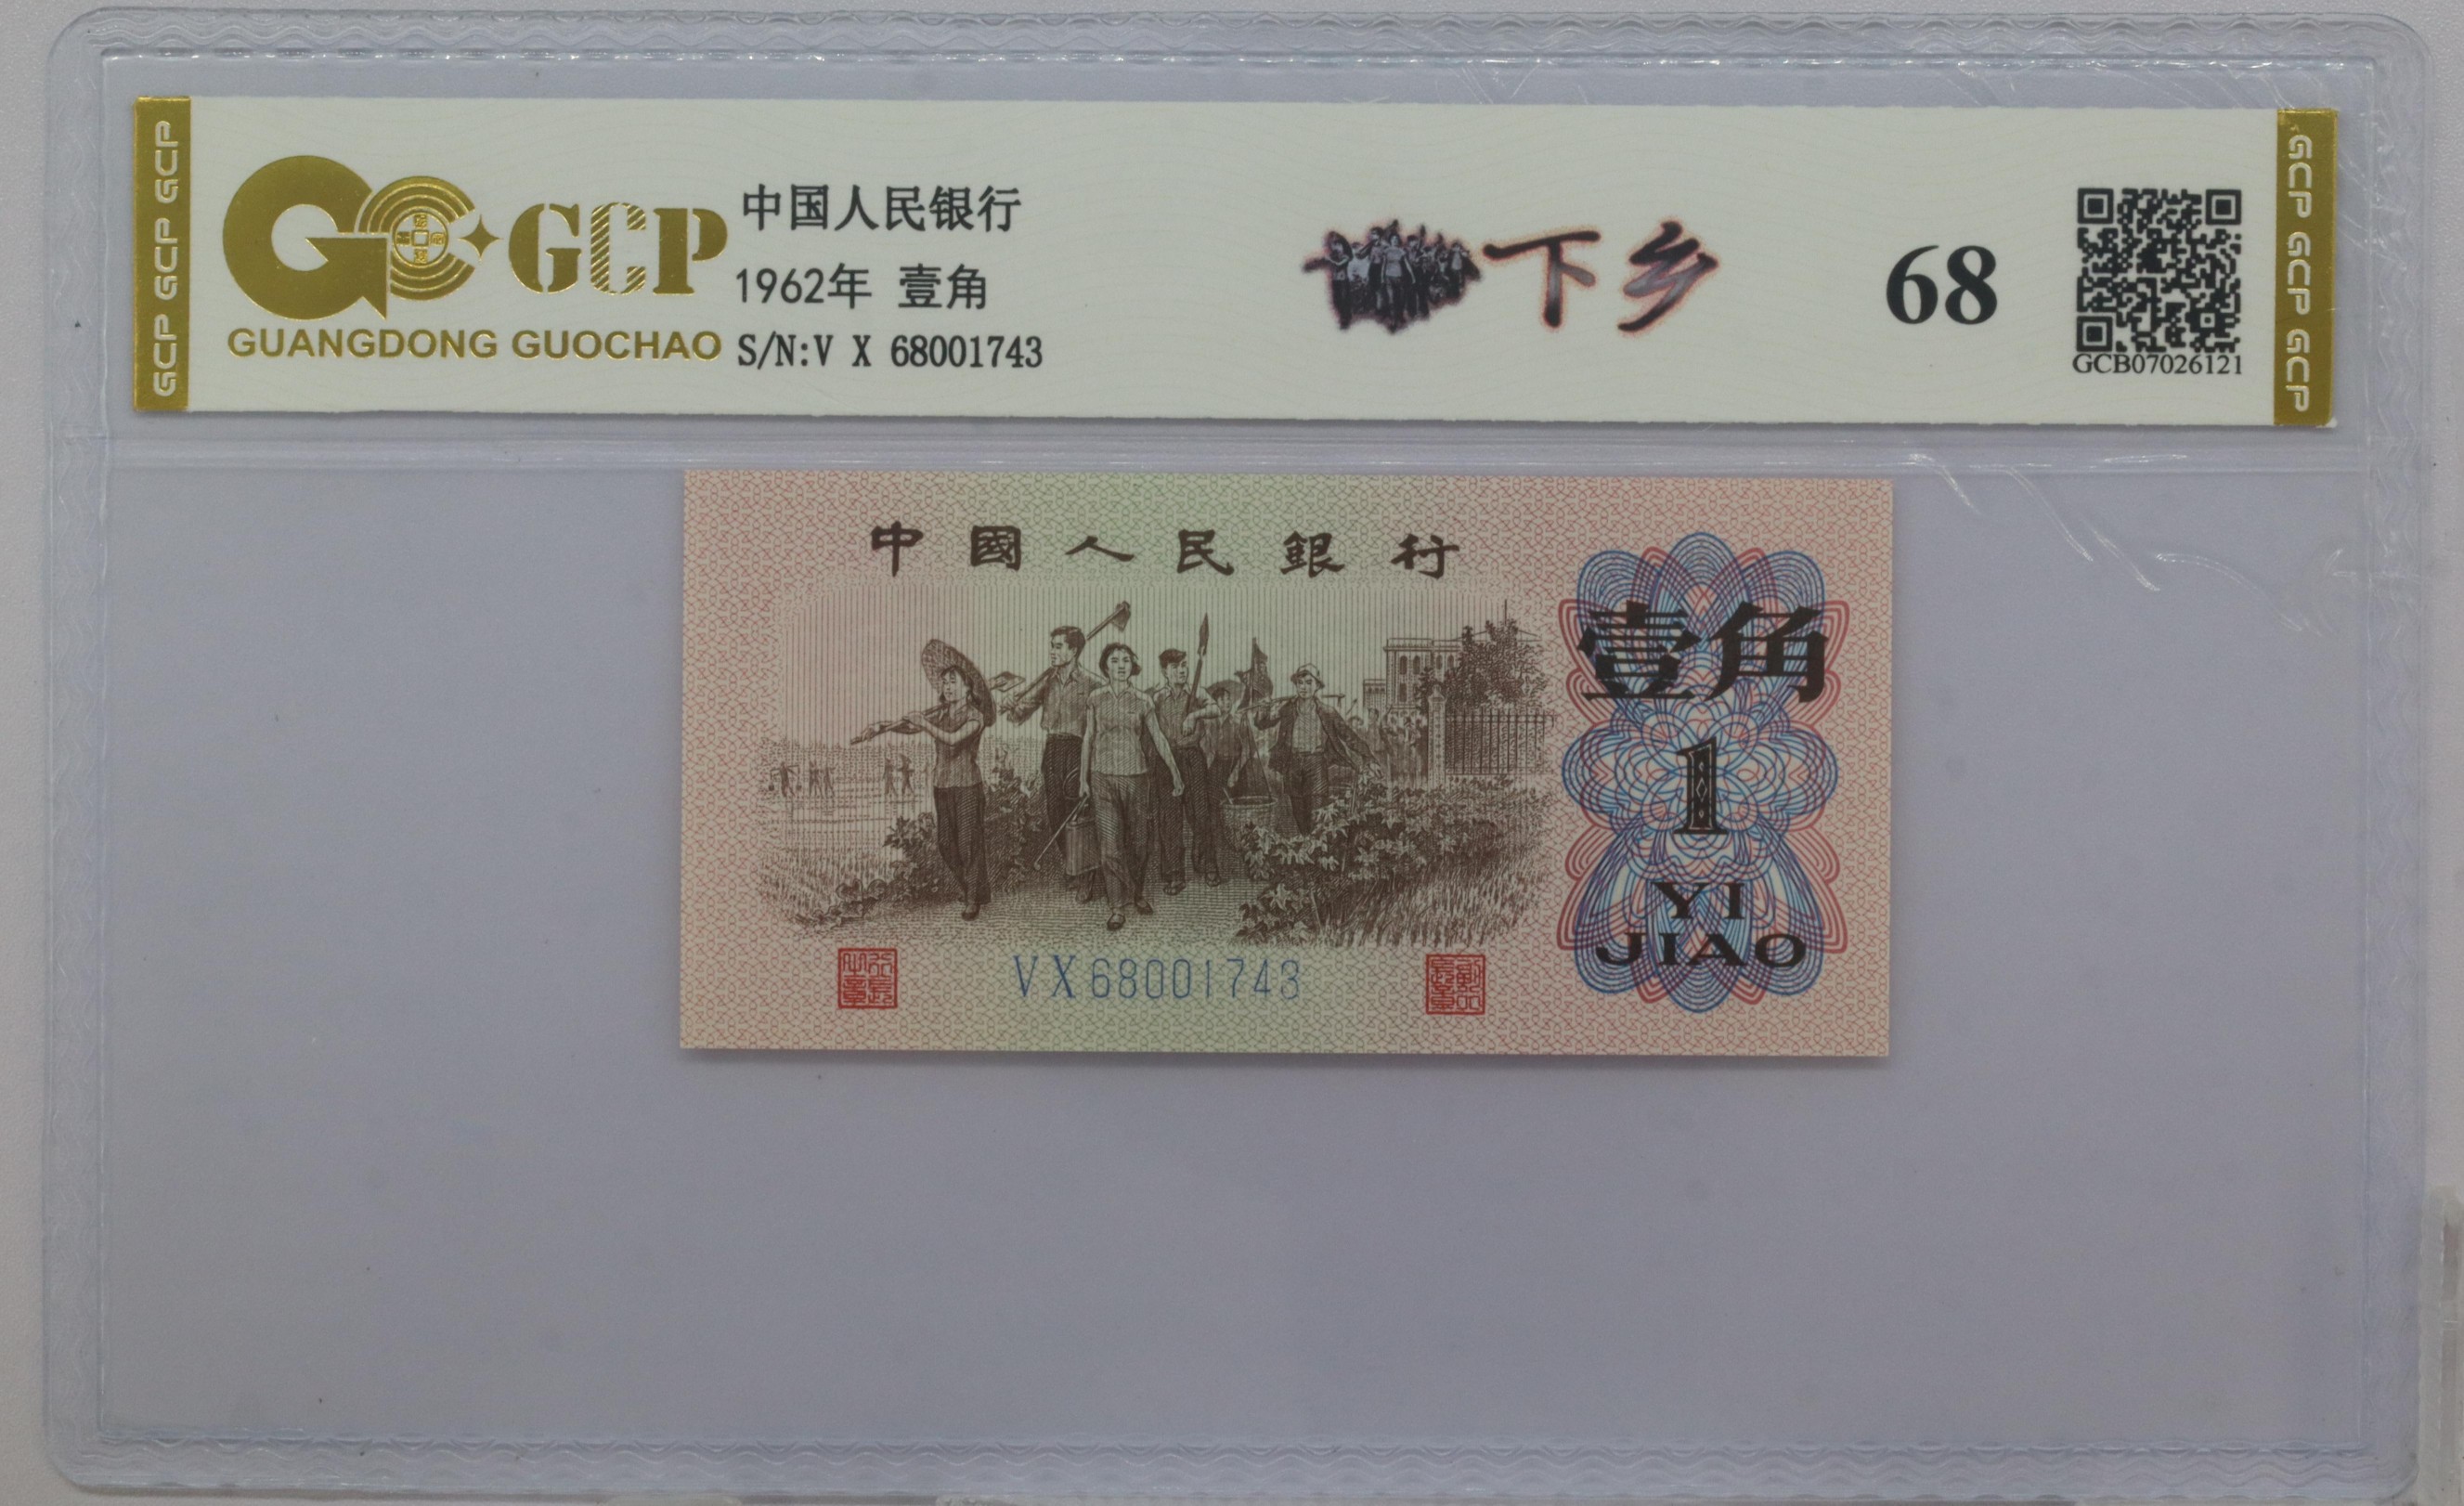 GCP GCP GCP
GCP
GUANGDONG GUOCHAO
中国人民银行
1962年 壹角
S/N:V X 68001743
下乡
68
GCB07026121
GCP GCP GCP
中國人民銀行
壹角
1
YI
JIAO
VX68001743